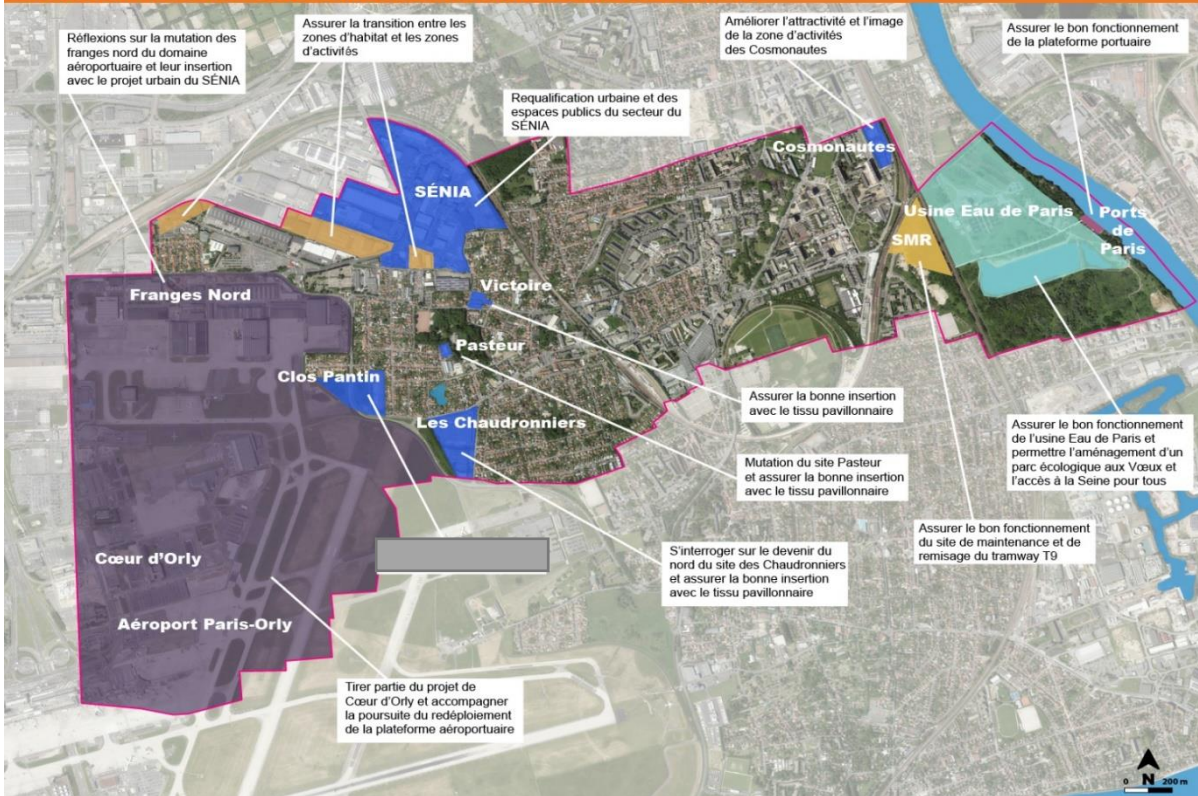 Réflexions sur la mutation des
franges nord du domaine
aéroportuaire et leur insertion
avec le projet urbain du SÉNIA
Assurer la transition entre les
zones d'habitat et les zones
d'activités
Améliorer l'attractivité et l'image
de la zone d'activités
des Cosmonautes
Assurer le bon fonctionnement
de la plateforme portuaire
Requalification urbaine et des
espaces publics du secteur du
SÉNIA
Cosmonautes
SÉNIA
Usine Eau de Paris
Ports
de
Paris
SMR
Franges Nord
Victoire
Pasteur
Clos Pantin
Les Chaudronniers
Assurer la bonne insertion
avec le tissu pavillonnaire
Assurer le bon fonctionnement
de l'usine Eau de Paris et
permettre l'aménagement d'un
parc écologique aux Vœux et
l'accès à la Seine pour tous
Mutation du site Pasteur
et assurer la bonne insertion
avec le tissu pavillonnaire
Assurer le bon fonctionnement
du site de maintenance et de
remisage du tramway T9
S'interroger sur le devenir du
nord du site des Chaudronniers
et assurer la bonne insertion
avec le tissu pavillonnaire
Cœur d'Orly
Aéroport Paris-Orly
Tirer partie du projet de
Cœur d'Orly et accompagner
la poursuite du redéploiement
de la plateforme aéroportuaire
0 N 200 m